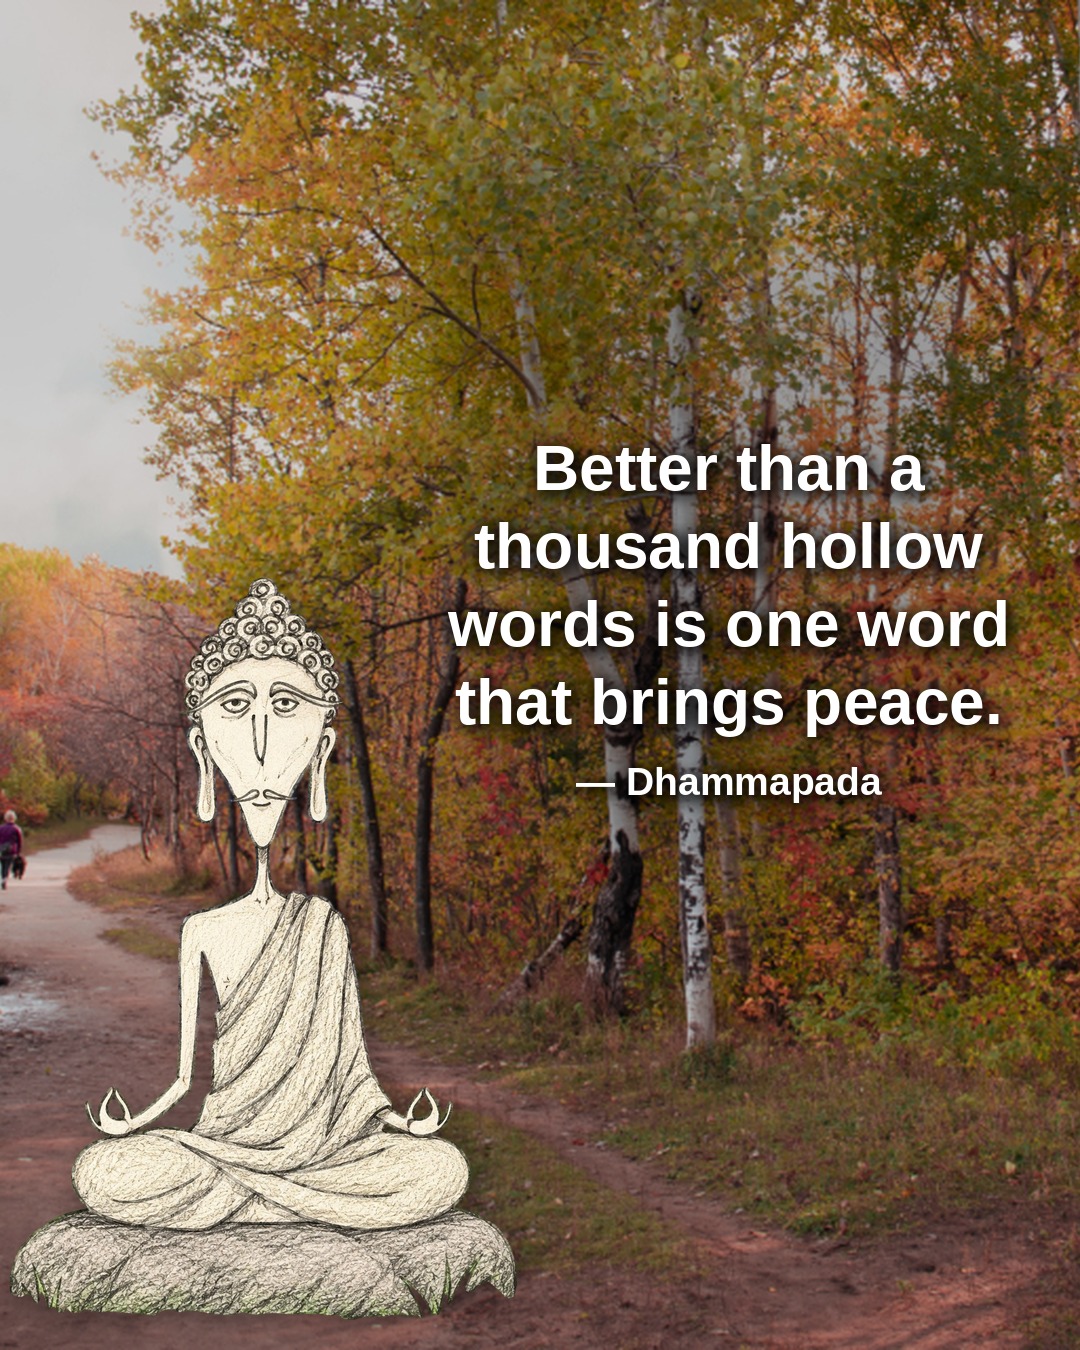 Better than a
thousand hollow
words is one word
that brings peace.
— Dhammapada